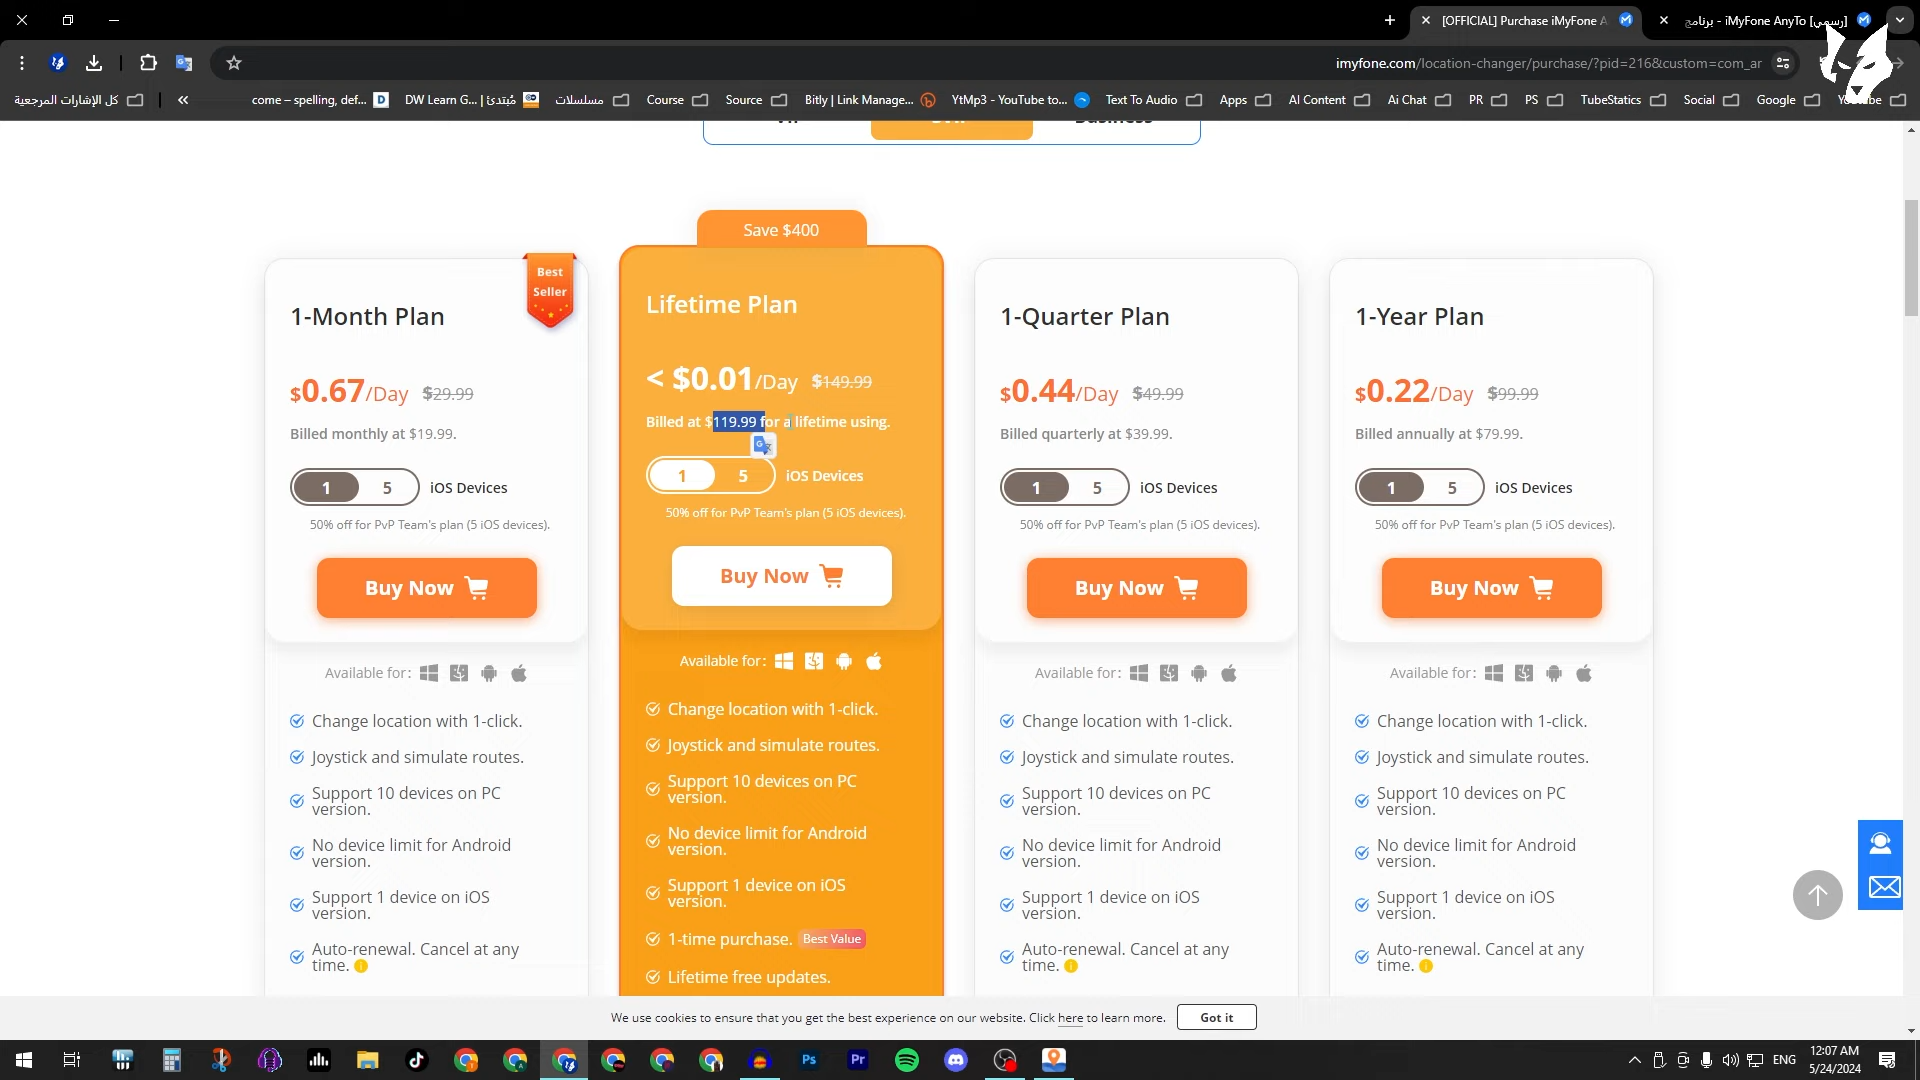 [OFFICIAL] Purchase iMyFone A
[رسمي] iMyFone AnyTo - برنامج
imyfone.com/location-changer/purchase/?pid=216&custom=com_ar
كل الإشارات المرجعية
«
come – spelling, def...
DW Learn G... | مُبتدئ
مسلسلات
Course
Source
Bitly | Link Manage...
YtMp3 - YouTube to...
Text To Audio
Apps
AI Content
Ai Chat
PR
PS
TubeStatics
Social
Google
Business
Save $400
Best
Seller
1-Month Plan
$0.67/Day $29.99
Billed monthly at $19.99.
1 5 iOS Devices
50% off for PvP Team's plan (5 iOS devices).
Buy Now
Available for:
Change location with 1-click.
Joystick and simulate routes.
Support 10 devices on PC
version.
No device limit for Android
version.
Support 1 device on iOS
version.
Auto-renewal. Cancel at any
time.
Lifetime Plan
< $0.01/Day $149.99
Billed at $119.99 for a lifetime using.
1 5 iOS Devices
50% off for PvP Team's plan (5 iOS devices).
Buy Now
Available for:
Change location with 1-click.
Joystick and simulate routes.
Support 10 devices on PC
version.
No device limit for Android
version.
Support 1 device on iOS
version.
1-time purchase. Best Value
Lifetime free updates.
1-Quarter Plan
$0.44/Day $49.99
Billed quarterly at $39.99.
1 5 iOS Devices
50% off for PvP Team's plan (5 iOS devices).
Buy Now
Available for:
Change location with 1-click.
Joystick and simulate routes.
Support 10 devices on PC
version.
No device limit for Android
version.
Support 1 device on iOS
version.
Auto-renewal. Cancel at any
time.
1-Year Plan
$0.22/Day $99.99
Billed annually at $79.99.
1 5 iOS Devices
50% off for PvP Team's plan (5 iOS devices).
Buy Now
Available for:
Change location with 1-click.
Joystick and simulate routes.
Support 10 devices on PC
version.
No device limit for Android
version.
Support 1 device on iOS
version.
Auto-renewal. Cancel at any
time.
We use cookies to ensure that you get the best experience on our website. Click here to learn more.
Got it
Ps
Pr
ENG
12:07 AM
5/24/2024